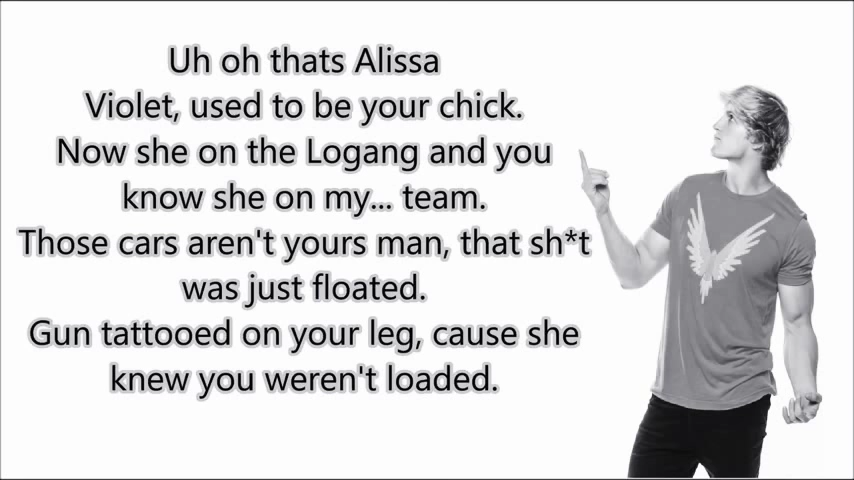 Uh oh thats Alissa
Violet, used to be your chick.
Now she on the Logang and you
know she on my... team.
Those cars aren't yours man, that sh*t
was just floated.
Gun tattooed on your leg, cause she
knew you weren't loaded.